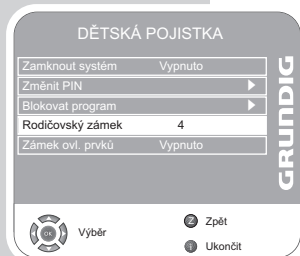 DĚTSKÁ POJISTKA
Zamknout systém Vypnuto
Změnit PIN
Blokovat program
Rodičovský zámek 4
Zámek ovl. prvků Vypnuto
GRUNDIG
OK
Výběr
Z Zpět
i Ukončit